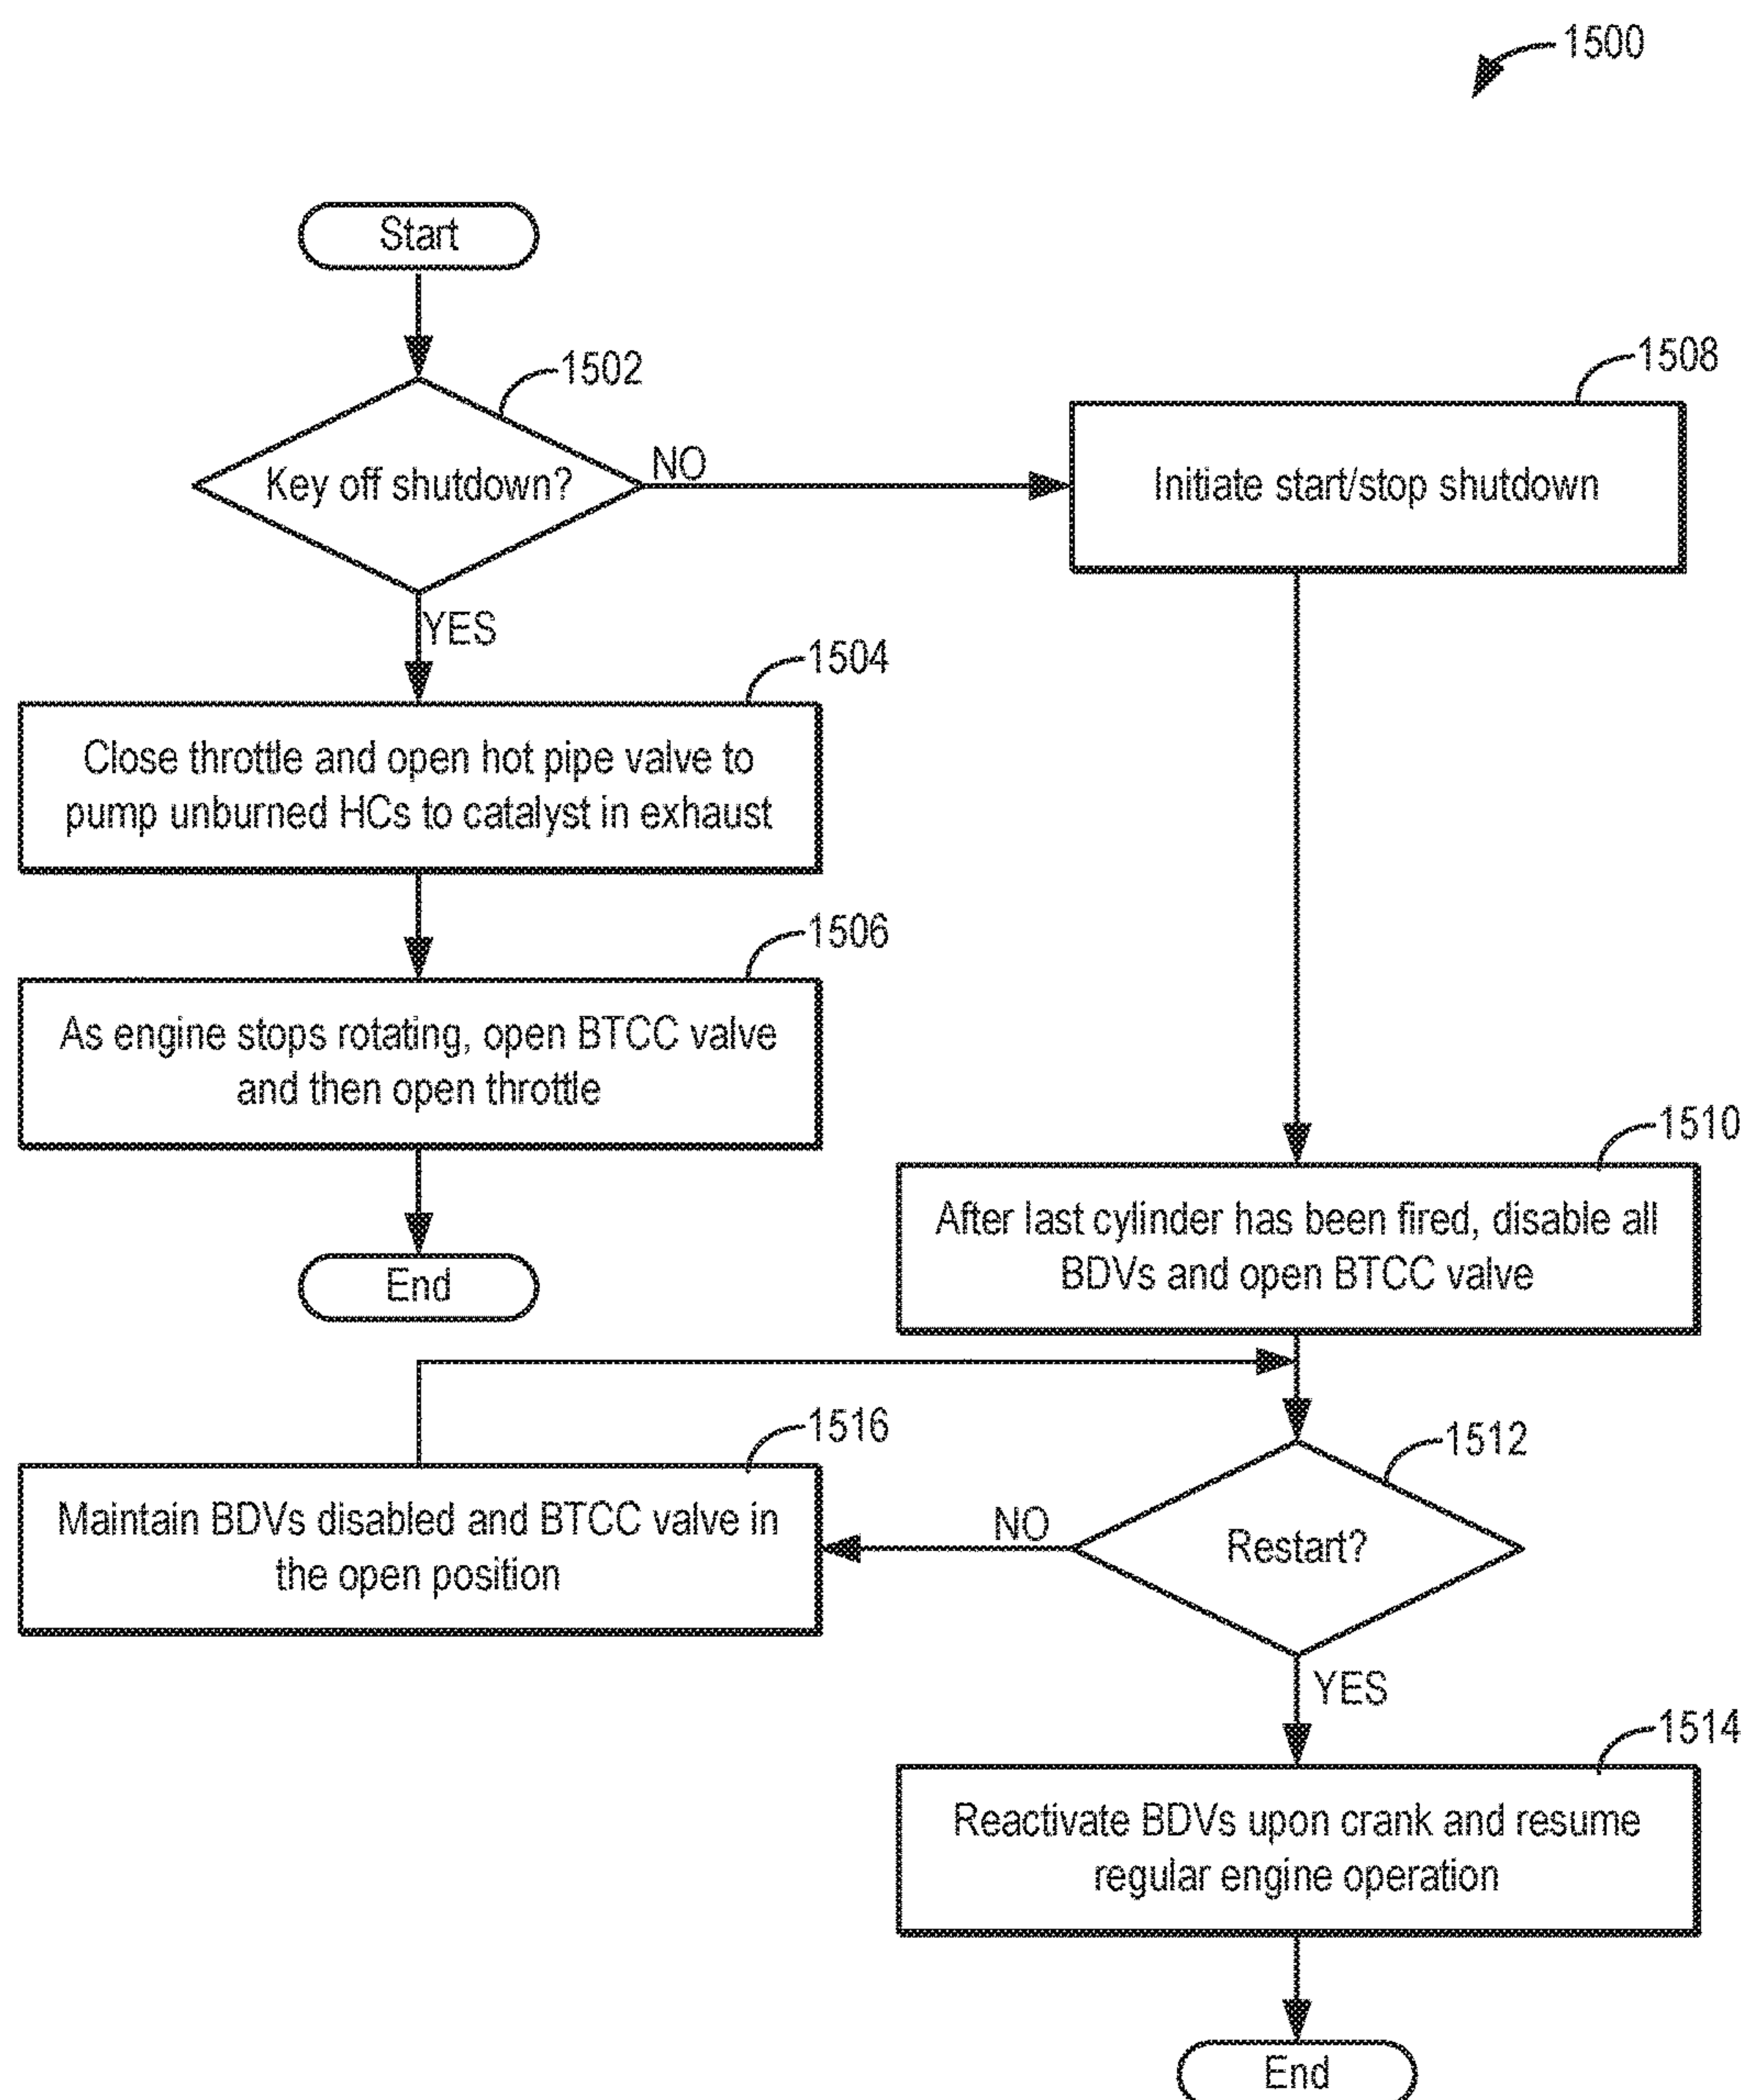 1500
Start
1502
Key off shutdown?
NO
1508
Initiate start/stop shutdown
YES
1504
Close throttle and open hot pipe valve to
pump unburned HCs to catalyst in exhaust
1506
As engine stops rotating, open BTCC valve
and then open throttle
End
1510
After last cylinder has been fired, disable all
BDVs and open BTCC valve
1512
Restart?
NO
1516
Maintain BDVs disabled and BTCC valve in
the open position
YES
1514
Reactivate BDVs upon crank and resume
regular engine operation
End